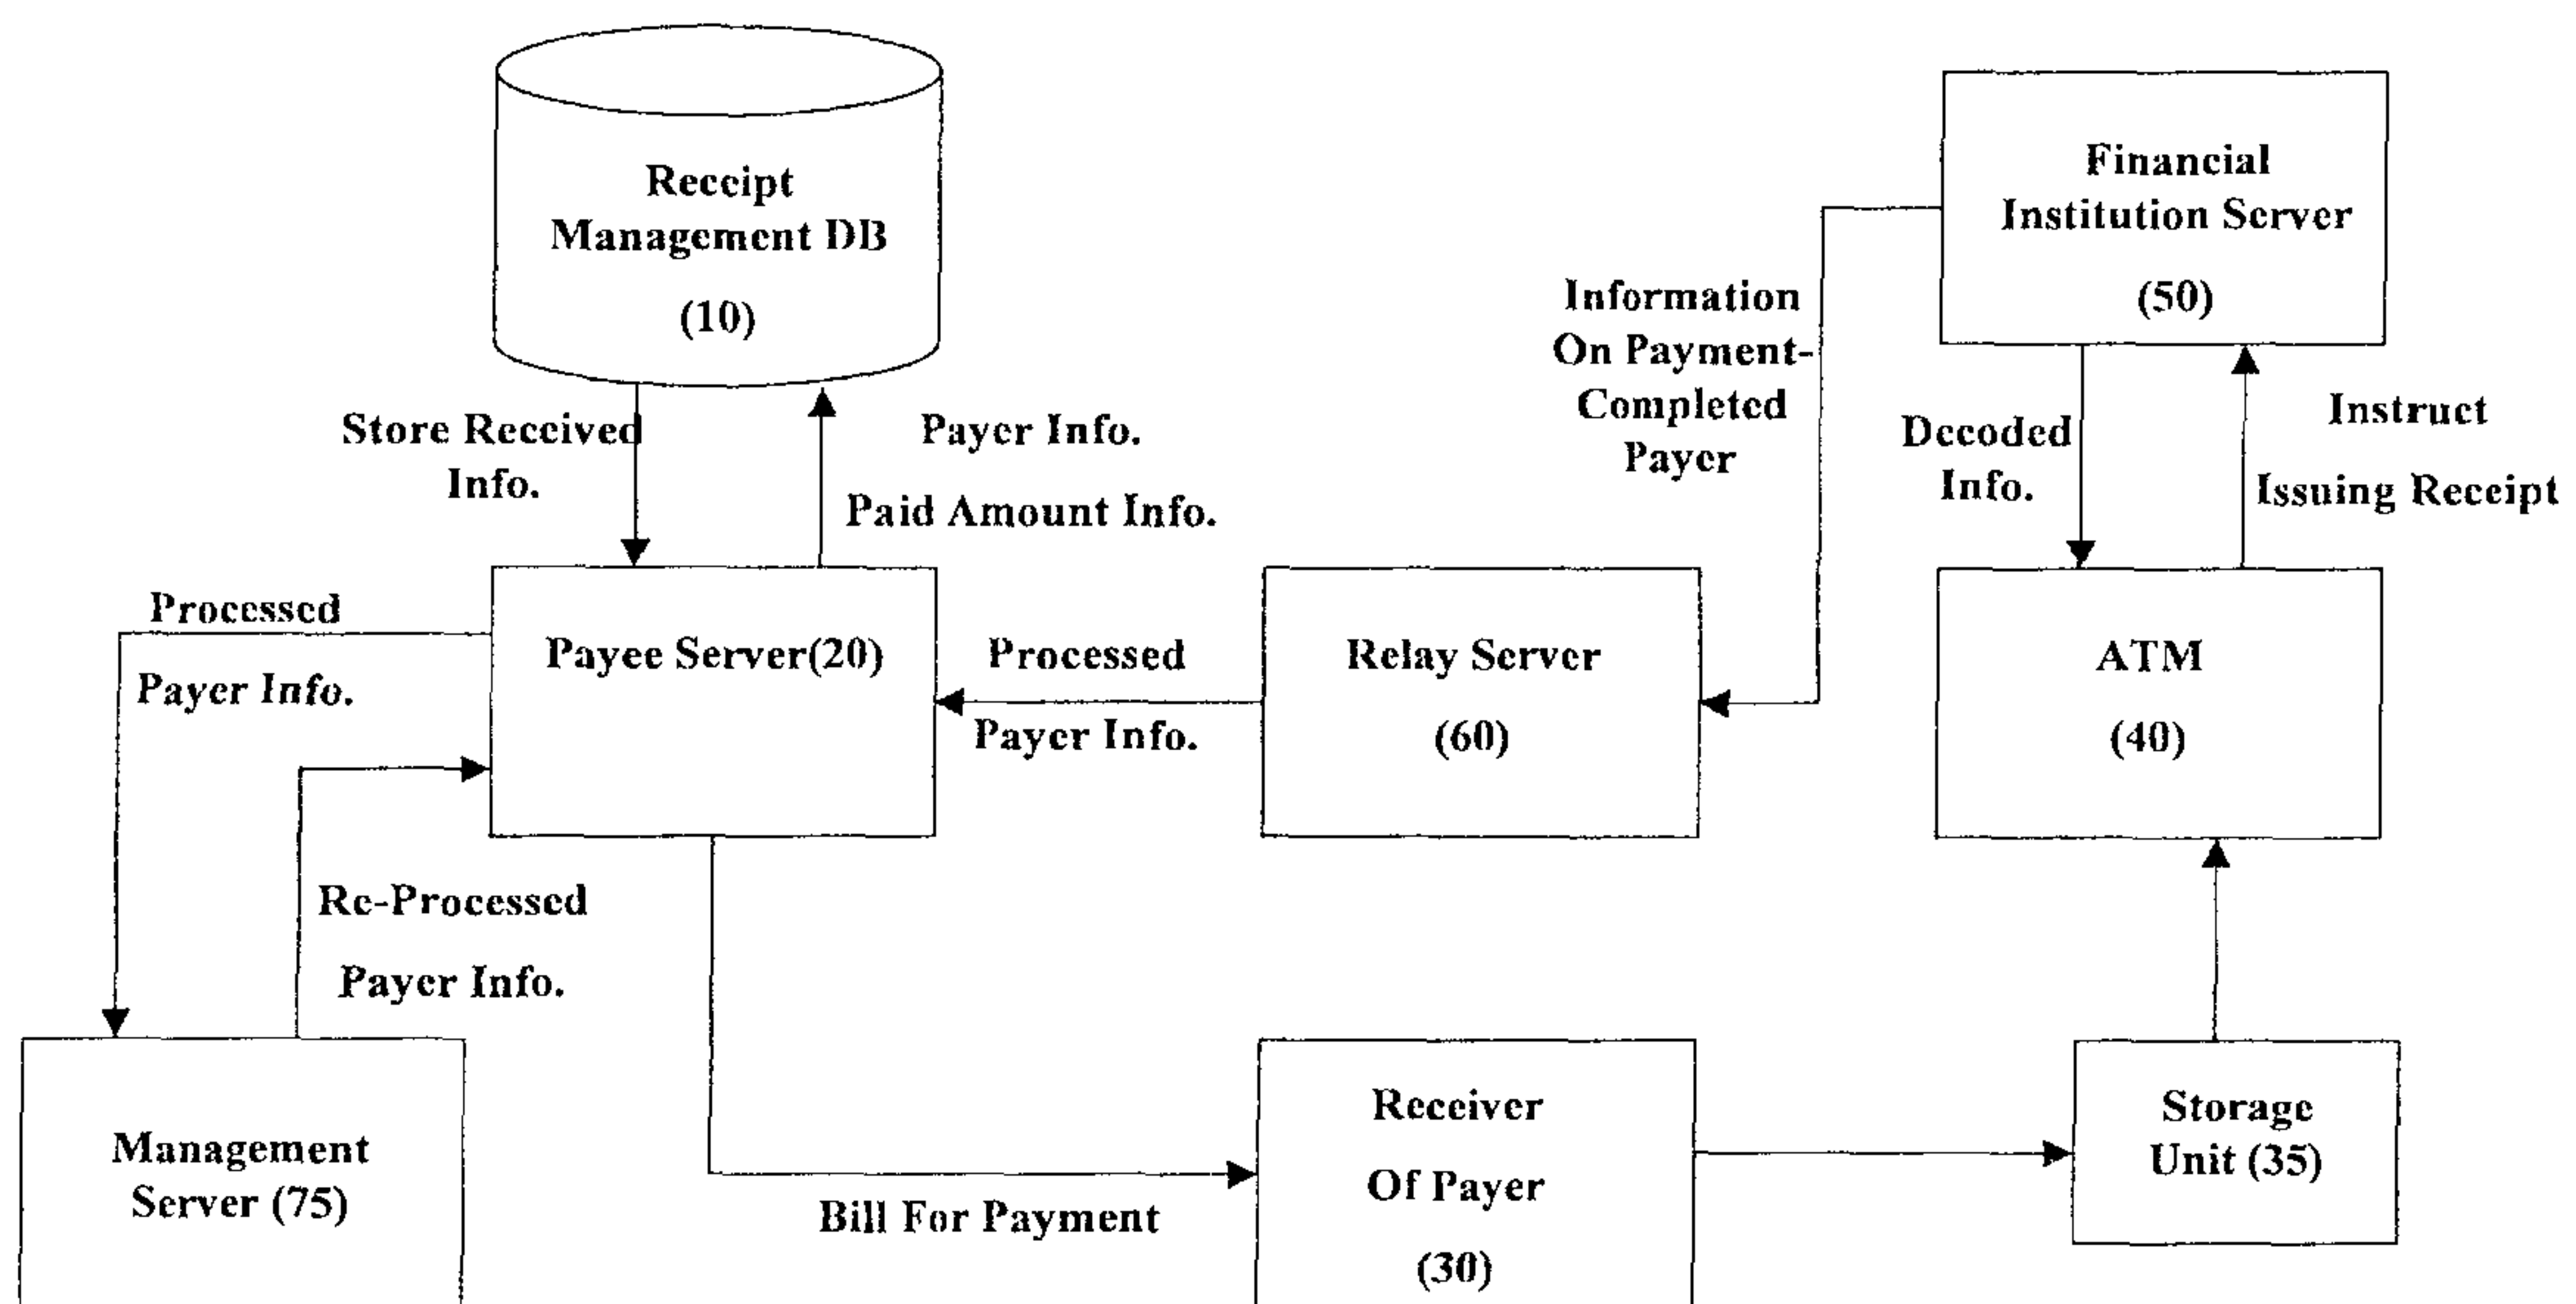 Receipt
Management DB
(10)
Financial
Institution Server
(50)
Information
On Payment-
Completed
Payer
Store Received
Info.
Payer Info.
Paid Amount Info.
Decoded
Info.
Instruct
Issuing Receipt
Processed
Payer Info.
Payee Server(20)
Processed
Payer Info.
Relay Server
(60)
ATM
(40)
Re-Processed
Payer Info.
Management
Server (75)
Bill For Payment
Receiver
Of Payer
(30)
Storage
Unit (35)